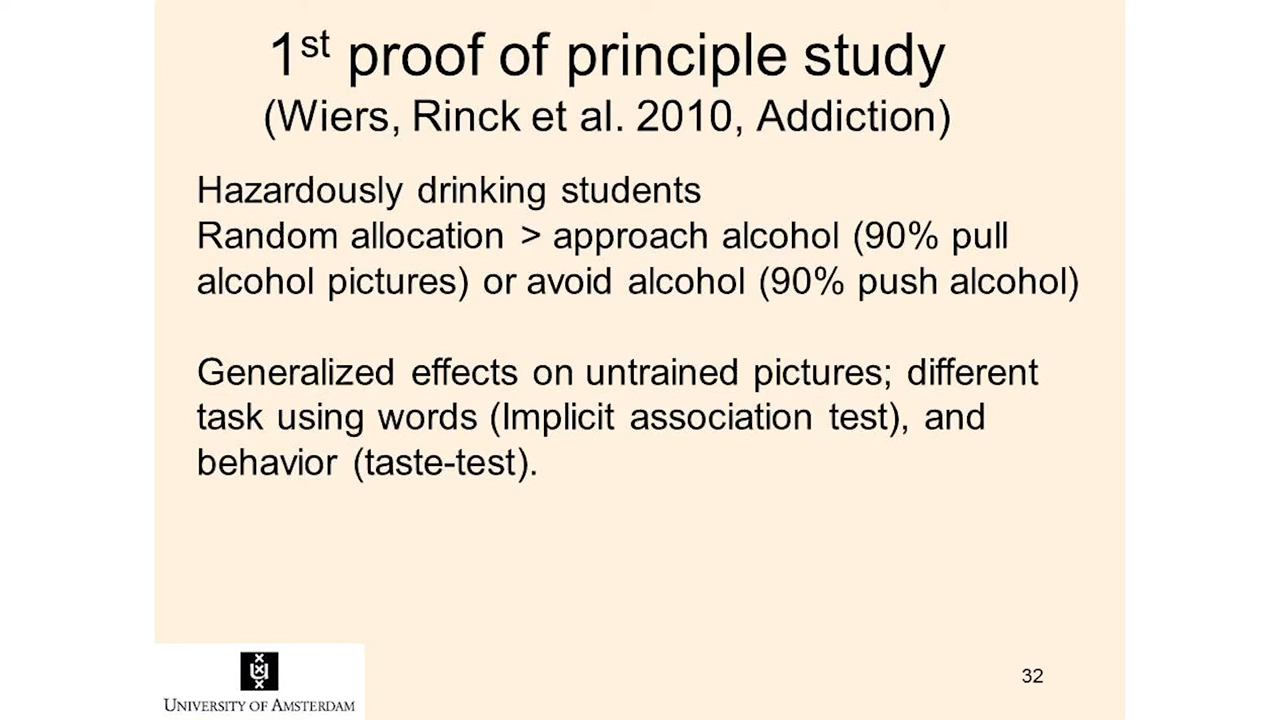 1st proof of principle study
(Wiers, Rinck et al. 2010, Addiction)
Hazardously drinking students
Random allocation > approach alcohol (90% pull
alcohol pictures) or avoid alcohol (90% push alcohol)
Generalized effects on untrained pictures; different
task using words (Implicit association test), and
behavior (taste-test).
32
UNIVERSITY OF AMSTERDAM